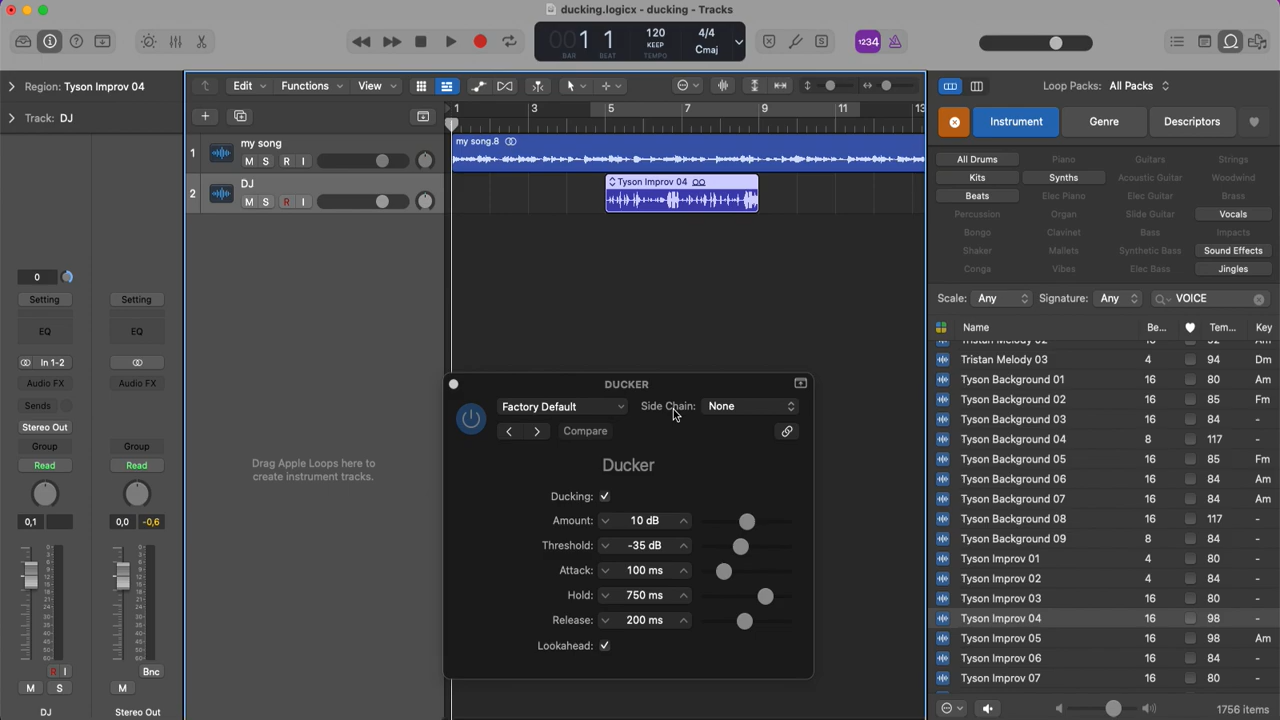 ducking.logicx - ducking - Tracks
001 1
BAR BEAT
120
KEEP
TEMPO
4/4
Cmaj
1234
Region: Tyson Improv 04
Track: DJ
Edit Functions View
Loop Packs: All Packs
Instrument Genre Descriptors
1 3 5 7 9 11 13
1 my song
M S R I
my song.8
2 DJ
M S R I
Tyson Improv 04
All Drums Piano Guitars Strings
Kits Synths Acoustic Guitar Woodwind
Beats Elec Piano Elec Guitar Brass
Percussion Organ Slide Guitar Vocals
Bongo Clavinet Bass Impacts
Shaker Mallets Synthetic Bass Sound Effects
Conga Vibes Elec Bass Jingles
Scale: Any Signature: Any VOICE
Name Be... Tem... Key
Tristan Melody 02 92 Am
Tristan Melody 03 4 94 Dm
Tyson Background 01 16 80 Am
Tyson Background 02 16 85 Fm
Tyson Background 03 16 84 -
Tyson Background 04 8 117 -
Tyson Background 05 16 85 Fm
Tyson Background 06 16 84 Am
Tyson Background 07 16 84 Am
Tyson Background 08 16 117 -
Tyson Background 09 8 84 -
Tyson Improv 01 4 80 -
Tyson Improv 02 4 84 -
Tyson Improv 03 16 80 -
Tyson Improv 04 16 98 -
Tyson Improv 05 16 98 Am
Tyson Improv 06 16 84 -
Tyson Improv 07 16 80 -
1756 items
0
Setting Setting
EQ EQ
In 1-2
Audio FX Audio FX
Sends
Stereo Out
Group Group
Read Read
0,1 0,0 -0,6
R I Bnc
M S M
DJ Stereo Out
Drag Apple Loops here to
create instrument tracks.
DUCKER
Factory Default Side Chain: None
Compare
Ducker
Ducking:
Amount: 10 dB
Threshold: -35 dB
Attack: 100 ms
Hold: 750 ms
Release: 200 ms
Lookahead: